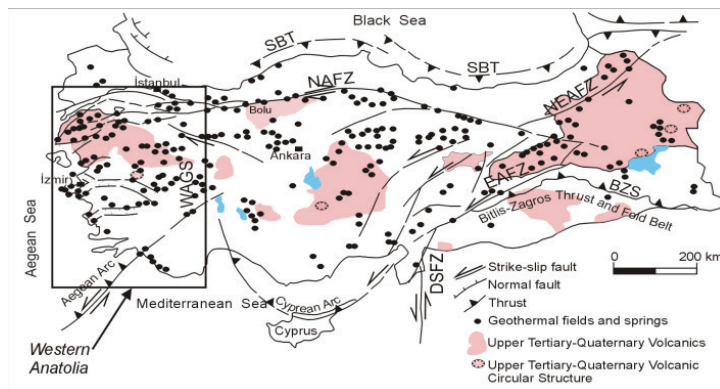 Black Sea
SBT
SBT
İstanbul
NAFZ
NEAFZ
Bolu
Ankara
İzmir
WAGS
EAFZ
BZS
Bitlis-Zagros Thrust and Fold Belt
Aegean Sea
Aegean Arc
Mediterranean Sea
Cyprean Arc
Cyprus
DSFZ
Western
Anatolia
0 200 km
Strike-slip fault
Normal fault
Thrust
Geothermal fields and springs
Upper Tertiary-Quaternary Volcanics
Upper Tertiary-Quaternary Volcanic
Circular Structure